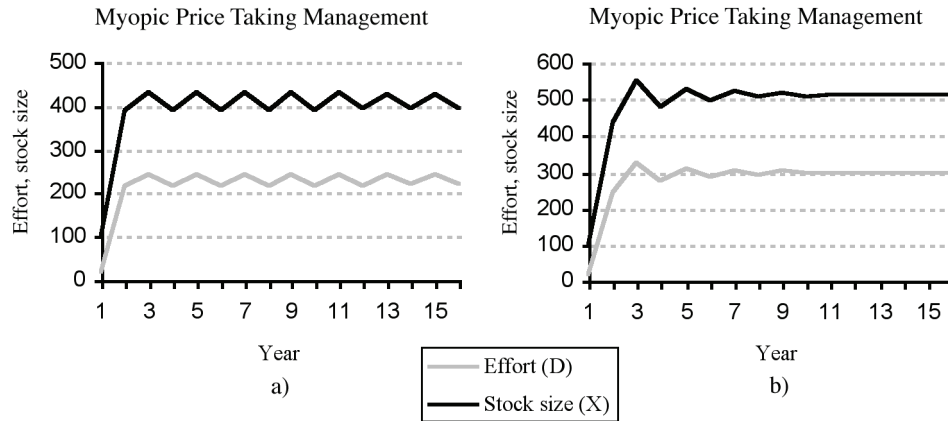 Myopic Price Taking Management
Effort, stock size
500
400
300
200
100
0
1 3 5 7 9 11 13 15
Year
a)
Myopic Price Taking Management
Effort, stock size
600
500
400
300
200
100
0
1 3 5 7 9 11 13 15
Year
b)
Effort (D)
Stock size (X)